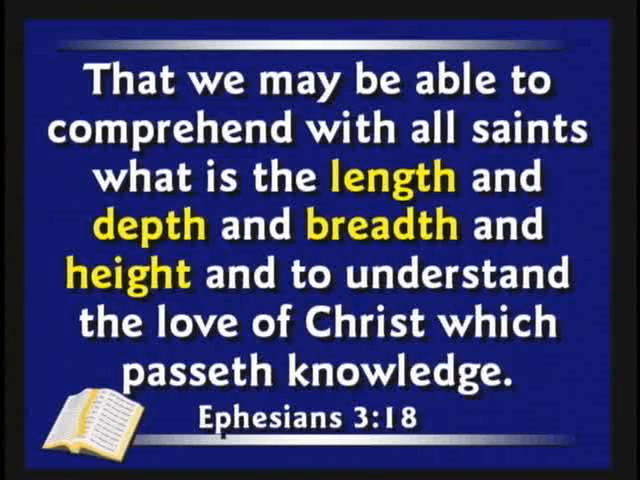 That we may be able to
comprehend with all saints
what is the length and
depth and breadth and
height and to understand
the love of Christ which
passeth knowledge.
Ephesians 3:18